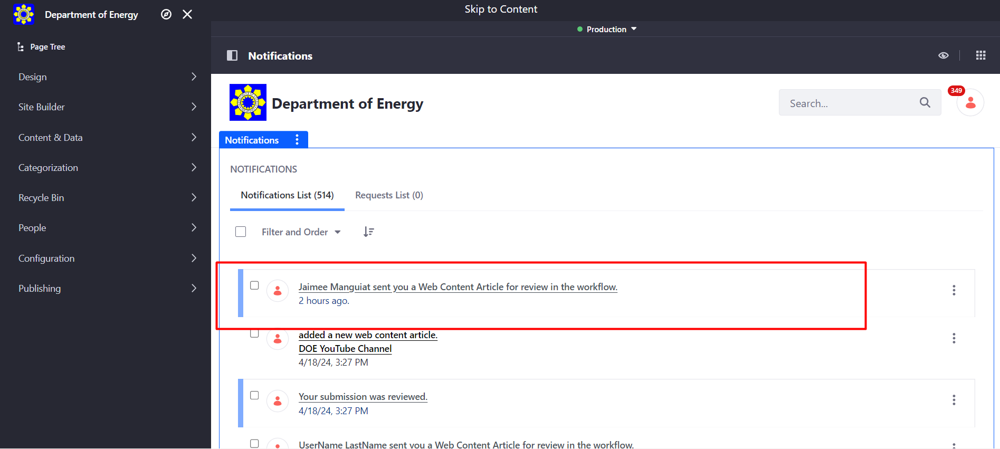 Department of Energy
Page Tree
Design
Site Builder
Content & Data
Categorization
Recycle Bin
People
Configuration
Publishing
Skip to Content
Production
Notifications
Department of Energy
Search...
349
Notifications
NOTIFICATIONS
Notifications List (514)
Requests List (0)
Filter and Order
Jaimee Manguiat sent you a Web Content Article for review in the workflow.
2 hours ago.
added a new web content article.
DOE YouTube Channel
4/18/24, 3:27 PM
Your submission was reviewed.
4/18/24, 3:27 PM
UserName LastName sent you a Web Content Article for review in the workflow.